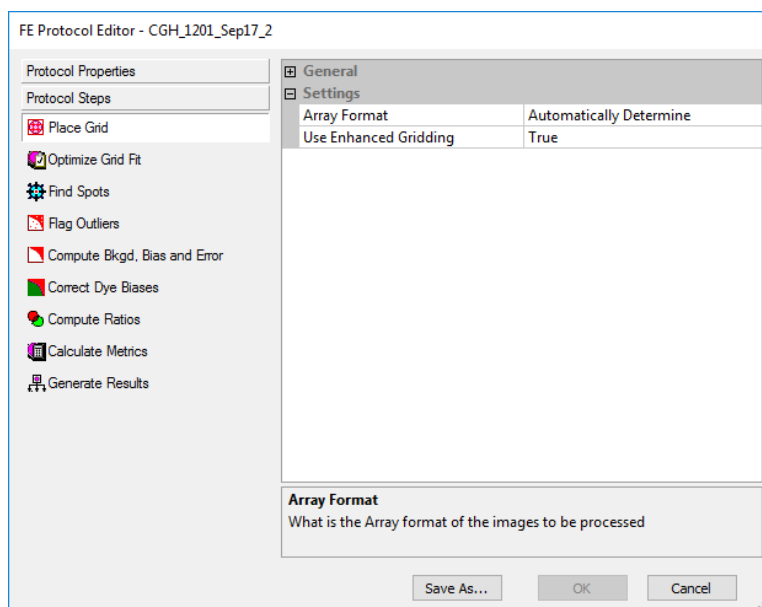 FE Protocol Editor - CGH_1201_Sep17_2
Protocol Properties
Protocol Steps
Place Grid
Optimize Grid Fit
Find Spots
Flag Outliers
Compute Bkgd, Bias and Error
Correct Dye Biases
Compute Ratios
Calculate Metrics
Generate Results
General
Settings
Array Format Automatically Determine
Use Enhanced Gridding True
Array Format
What is the Array format of the images to be processed
Save As... OK Cancel